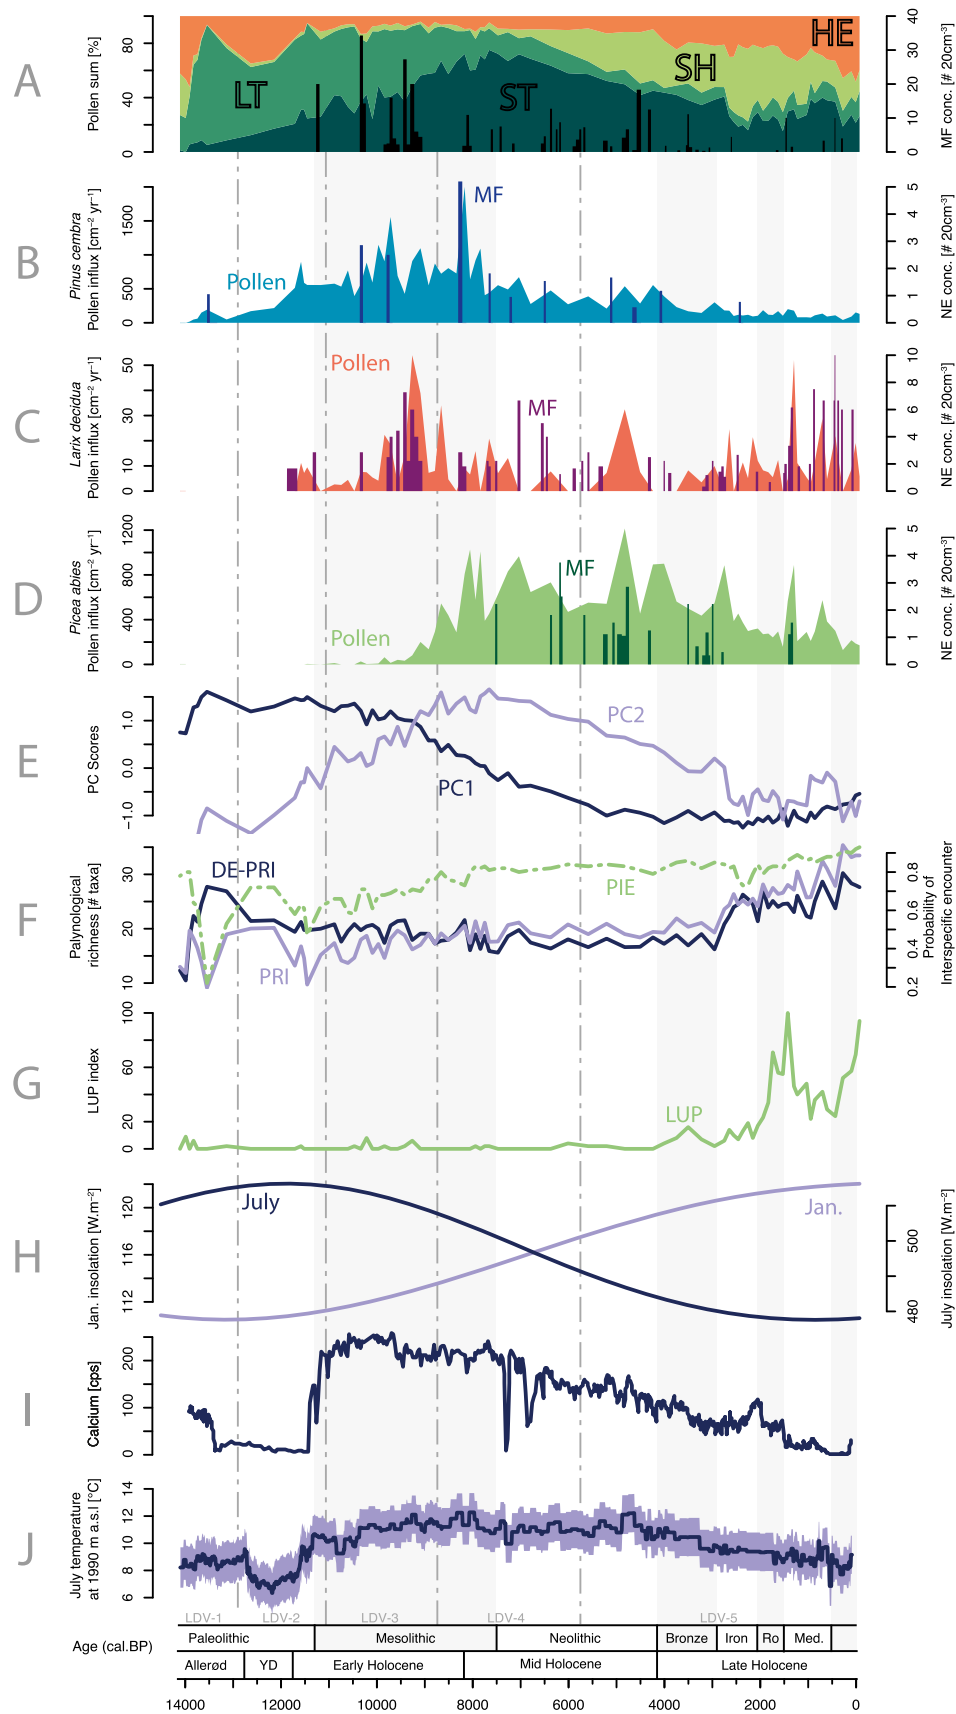 A
Pollen sum [%]
0
40
80
LT
ST
SH
HE
0
10
20
30
40
MF conc. [# 20cm⁻³]
B
Pinus cembra
Pollen influx [cm⁻² yr⁻¹]
0
500
1500
Pollen
MF
0
1
2
3
4
5
NE conc. [# 20cm⁻³]
C
Larix decidua
Pollen influx [cm⁻² yr⁻¹]
0
10
30
50
Pollen
MF
0
2
4
6
8
10
NE conc. [# 20cm⁻³]
D
Picea abies
Pollen influx [cm⁻² yr⁻¹]
0
400
800
1200
Pollen
MF
0
1
2
3
4
5
NE conc. [# 20cm⁻³]
E
PC Scores
−1.0
0.0
1.0
PC1
PC2
F
Palynological
richness [# taxa]
10
20
30
DE-PRI
PRI
PIE
0.2
0.4
0.6
0.8
Probability of
Interspecific encounter
G
LUP index
0
20
60
100
LUP
H
Jan. insolation [W.m⁻²]
112
116
120
July
Jan.
480
500
July insolation [W.m⁻²]
I
Calcium [cps]
0
100
200
J
July temperature
at 1990 m a.s.l [°C]
6
8
10
12
14
LDV-1 LDV-2 LDV-3 LDV-4 LDV-5
Age (cal.BP)
Paleolithic Mesolithic Neolithic Bronze Iron Ro Med.
Allerød YD Early Holocene Mid Holocene Late Holocene
14000 12000 10000 8000 6000 4000 2000 0